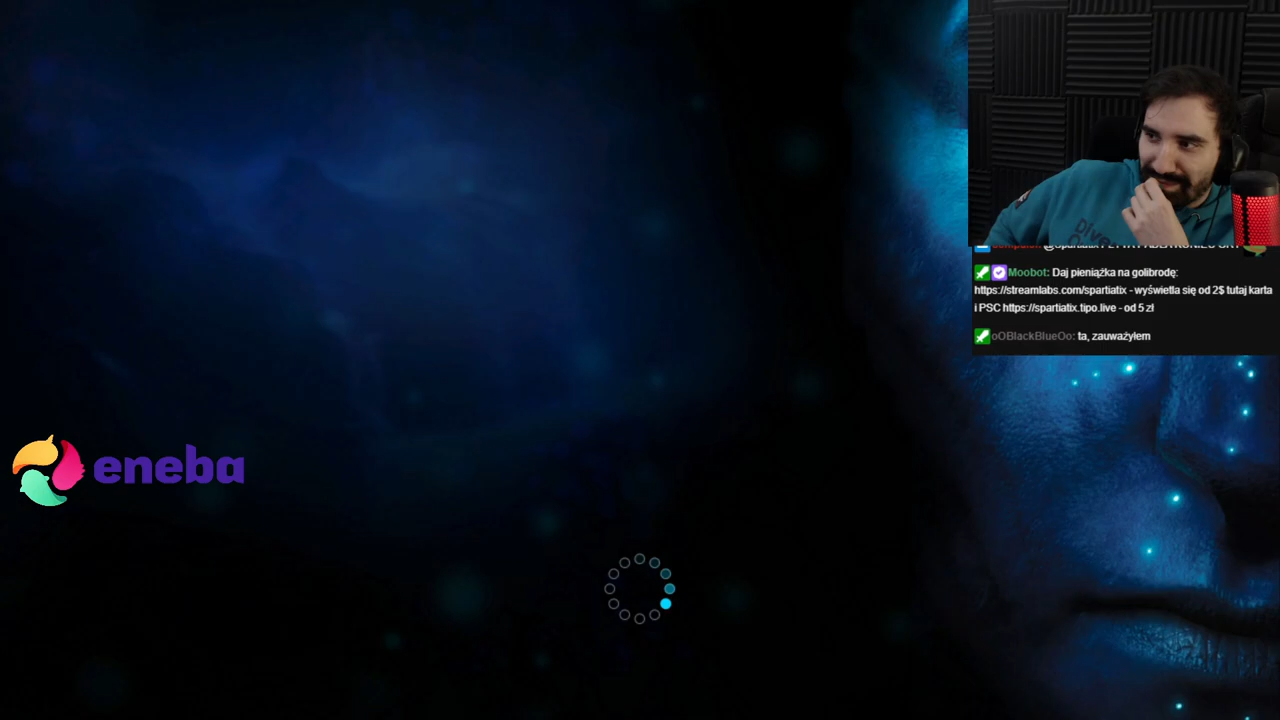 Moobot: Daj pieniążka na golibrodę:
https://streamlabs.com/spartiatix - wyświetla się od 2$ tutaj karta
i PSC https://spartiatix.tipo.live - od 5 zł
oOBlackBlueOo: ta, zauważyłem
eneba